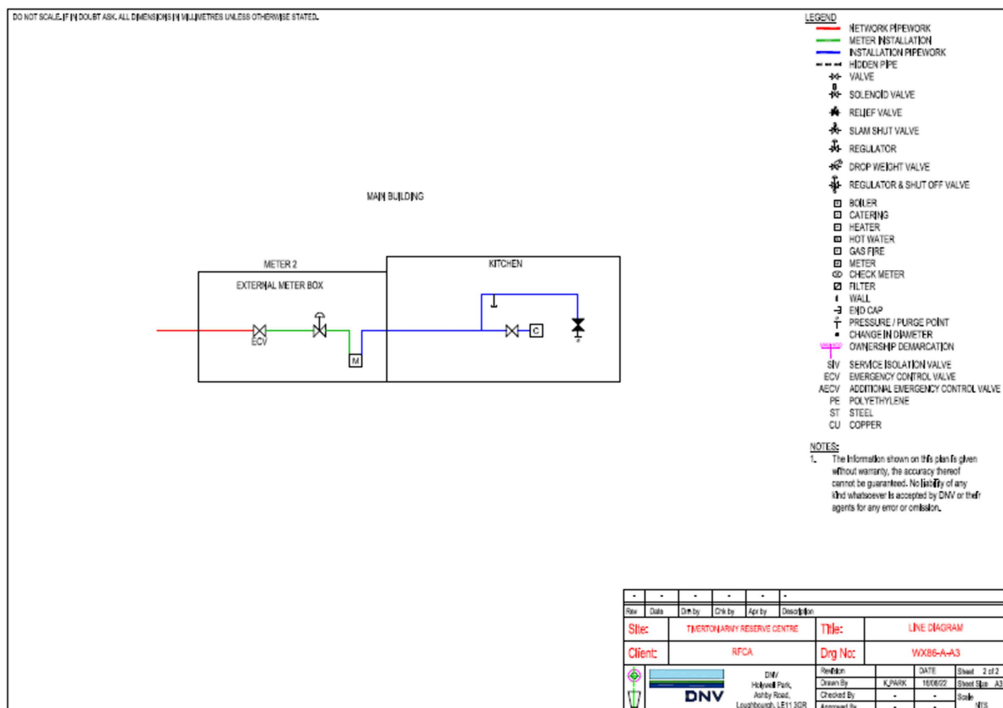 DO NOT SCALE. IF IN DOUBT ASK. ALL DIMENSIONS IN MILLIMETRES UNLESS OTHERWISE STATED.
LEGEND
NETWORK PIPEWORK
METER INSTALLATION
INSTALLATION PIPEWORK
HIDDEN PIPE
VALVE
SOLENOID VALVE
RELIEF VALVE
SLAM SHUT VALVE
REGULATOR
DROP WEIGHT VALVE
REGULATOR & SHUT OFF VALVE
BOILER
CATERING
HEATER
HOT WATER
GAS FIRE
METER
CHECK METER
FILTER
WALL
END CAP
PRESSURE / PURGE POINT
CHANGE IN DIAMETER
OWNERSHIP DEMARCATION
SIV SERVICE ISOLATION VALVE
ECV EMERGENCY CONTROL VALVE
AECV ADDITIONAL EMERGENCY CONTROL VALVE
PE POLYETHYLENE
ST STEEL
CU COPPER
NOTES:
1. The information shown on this plan is given
without warranty, the accuracy thereof
cannot be guaranteed. No liability of any
kind whatsoever is accepted by DNV or their
agents for any error or omission.
MAIN BUILDING
METER 2
KITCHEN
EXTERNAL METER BOX
ECV
M
C
- - - - - -
Rev Date Drn by Chk by Apr by Description
Site: TIVERTON ARMY RESERVE CENTRE Title: LINE DIAGRAM
Client: RFCA Drg No: WX86-A-A3
DNV
DNV
Holywell Park,
Ashby Road,
Loughborough, LE11 3GR
Revision DATE Sheet 2 of 2
Drawn By K.PARK 16/08/22 Sheet Size A3
Checked By - - Scale
Approved By - - NTS